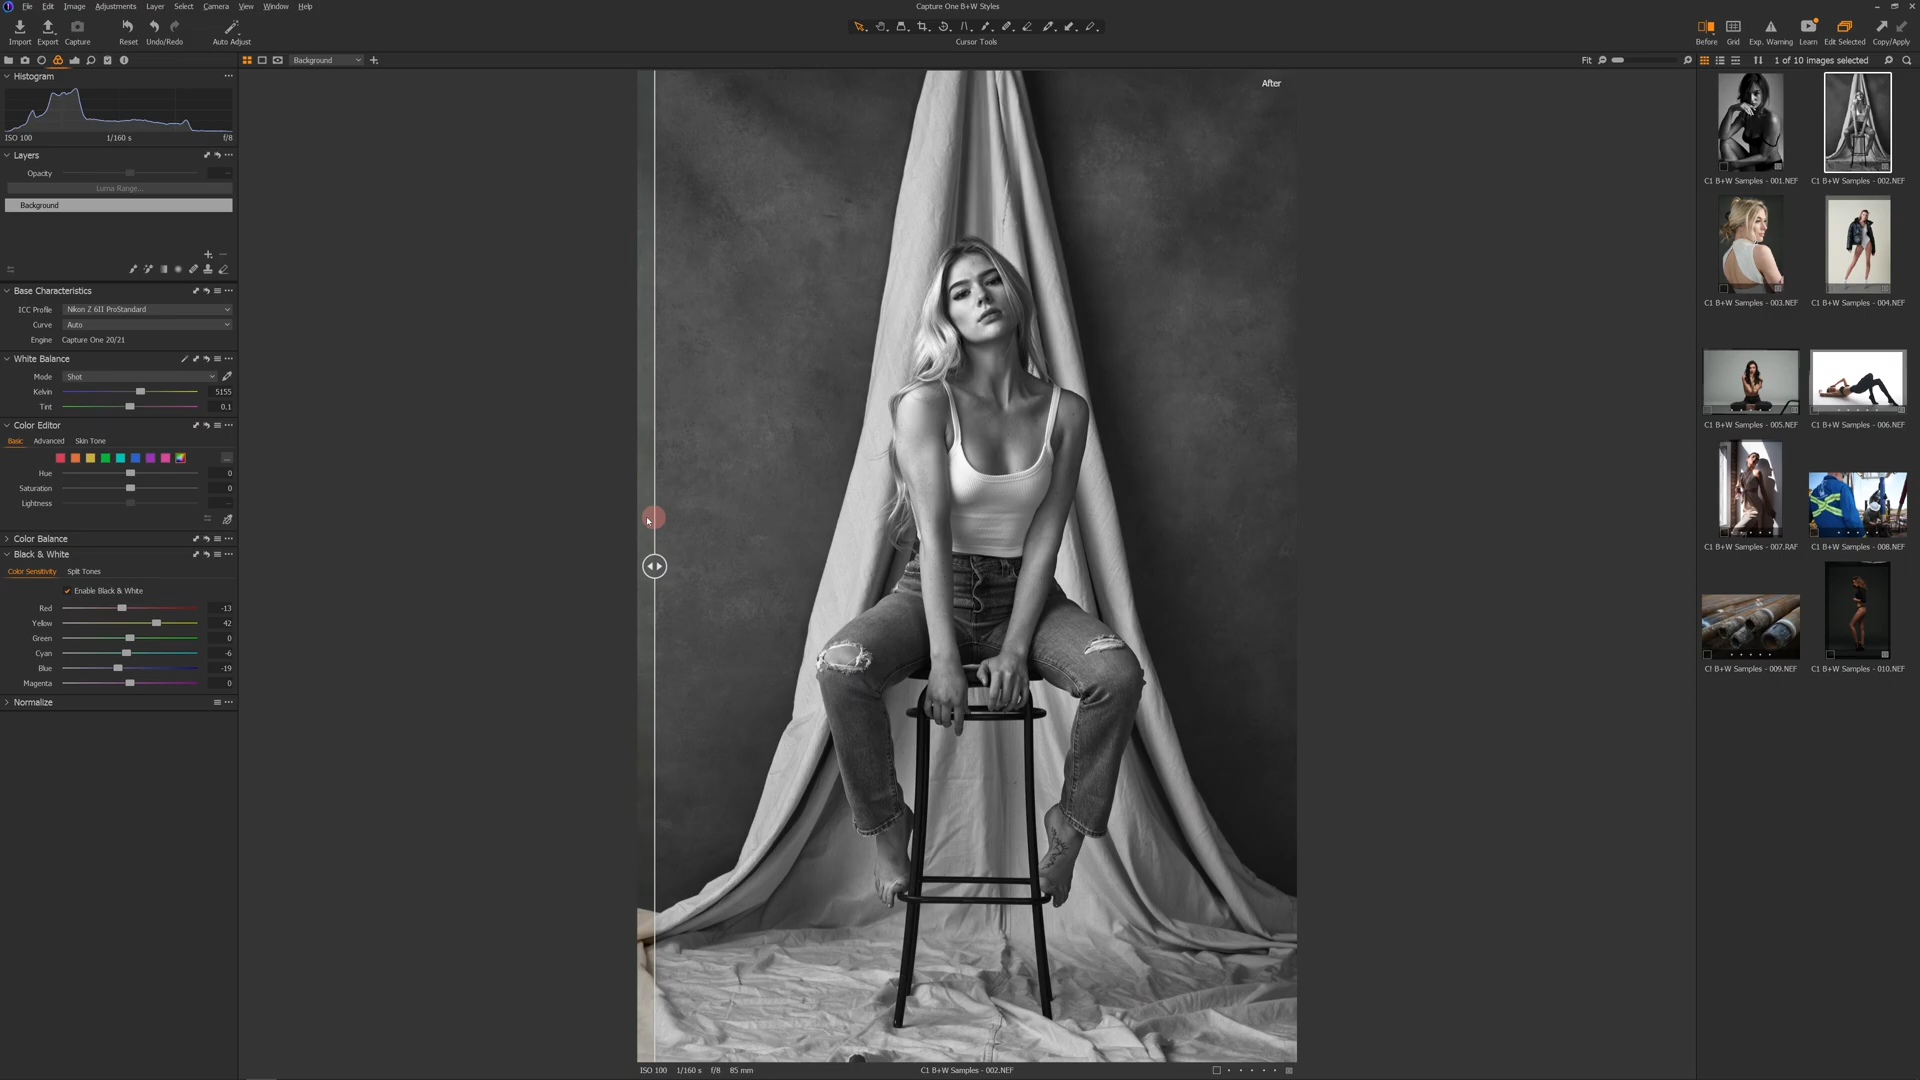 File Edit Image Adjustments Layer Select Camera View Window Help
Capture One B+W Styles
Import Export Capture Reset Undo/Redo Auto Adjust
Cursor Tools
Before Grid Exp. Warning Learn Edit Selected Copy/Apply
Background
Fit
1 of 10 images selected
Histogram
ISO 100 1/160 s f/8
Layers
Opacity
Luma Range...
Background
Base Characteristics
ICC Profile Nikon Z 6II ProStandard
Curve Auto
Engine Capture One 20/21
White Balance
Mode Shot
Kelvin 5155
Tint 0.1
Color Editor
Basic Advanced Skin Tone
Hue 0
Saturation 0
Lightness
Color Balance
Black & White
Color Sensitivity Split Tones
Enable Black & White
Red -13
Yellow 42
Green 0
Cyan -6
Blue -19
Magenta 0
Normalize
After
ISO 100 1/160 s f/8 85 mm
C1 B+W Samples - 002.NEF
C1 B+W Samples - 001.NEF C1 B+W Samples - 002.NEF
C1 B+W Samples - 003.NEF C1 B+W Samples - 004.NEF
C1 B+W Samples - 005.NEF C1 B+W Samples - 006.NEF
C1 B+W Samples - 007.RAF C1 B+W Samples - 008.NEF
C1 B+W Samples - 009.NEF C1 B+W Samples - 010.NEF